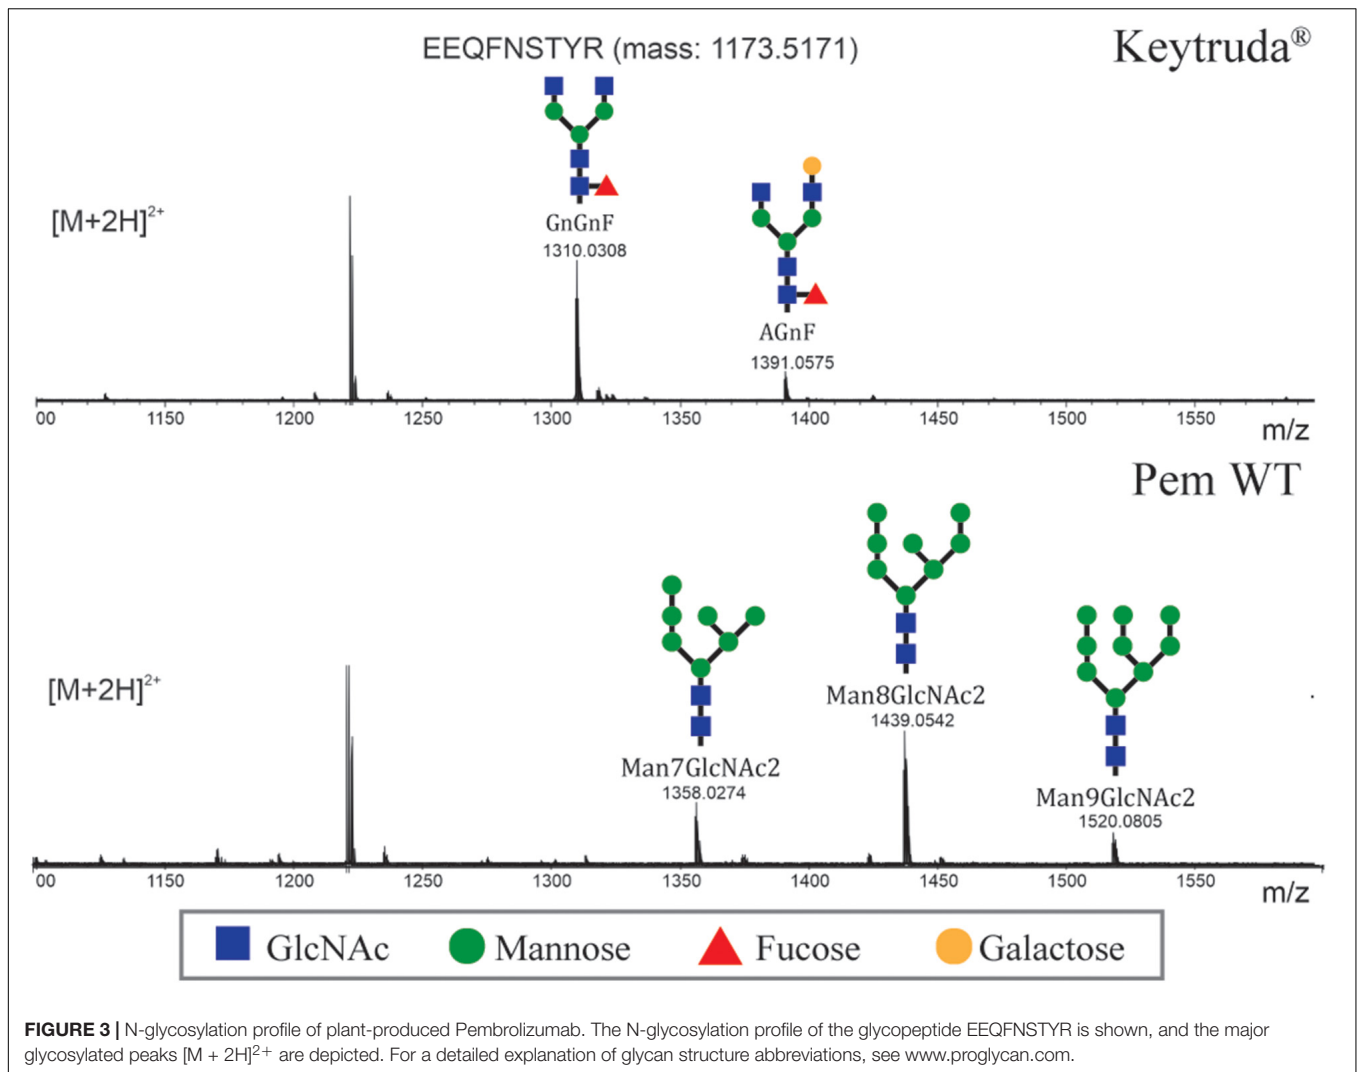 EEQFNSTYR (mass: 1173.5171)
Keytruda®
[M+2H]²⁺
GnGnF
1310.0308
AGnF
1391.0575
00 1150 1200 1250 1300 1350 1400 1450 1500 1550
m/z
Pem WT
[M+2H]²⁺
Man7GlcNAc2
1358.0274
Man8GlcNAc2
1439.0542
Man9GlcNAc2
1520.0805
00 1150 1200 1250 1300 1350 1400 1450 1500 1550
m/z
GlcNAc Mannose Fucose Galactose
FIGURE 3 | N-glycosylation profile of plant-produced Pembrolizumab. The N-glycosylation profile of the glycopeptide EEQFNSTYR is shown, and the major
glycosylated peaks [M + 2H]²⁺ are depicted. For a detailed explanation of glycan structure abbreviations, see www.proglycan.com.